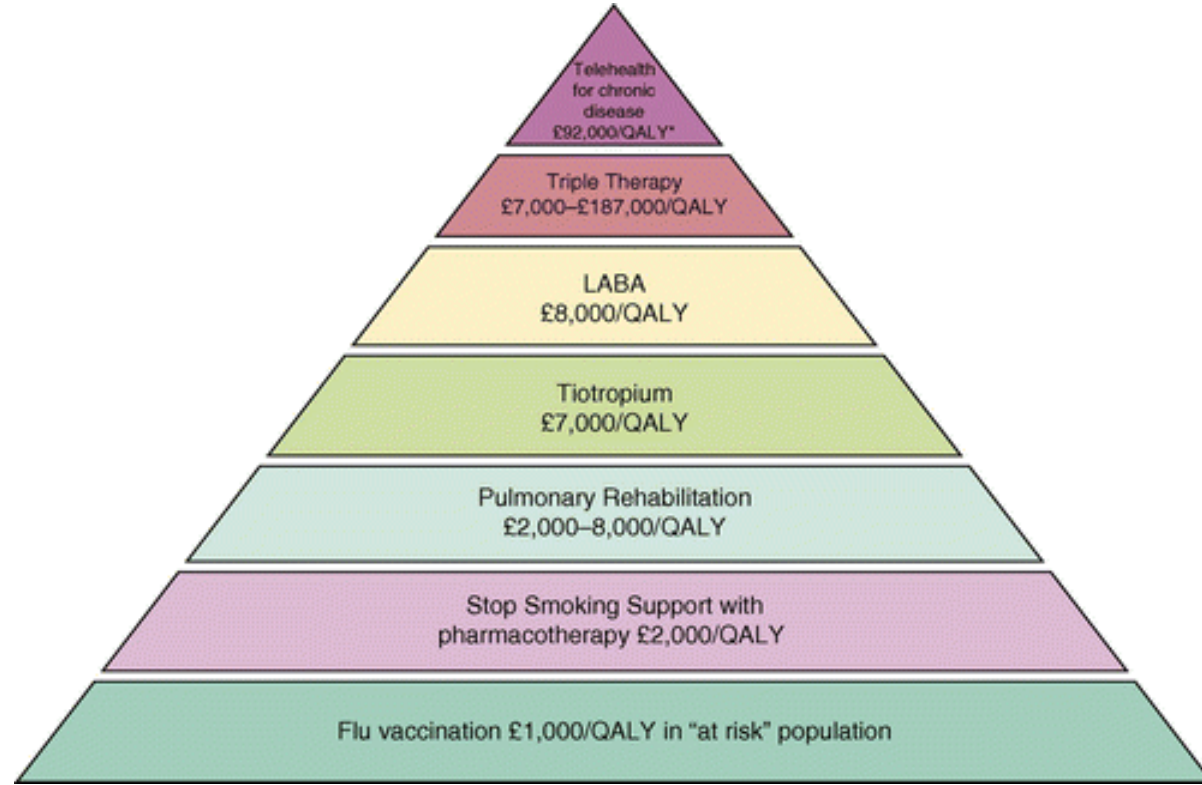 Telehealth
for chronic
disease
£92,000/QALY*
Triple Therapy
£7,000–£187,000/QALY
LABA
£8,000/QALY
Tiotropium
£7,000/QALY
Pulmonary Rehabilitation
£2,000–8,000/QALY
Stop Smoking Support with
pharmacotherapy £2,000/QALY
Flu vaccination £1,000/QALY in “at risk” population